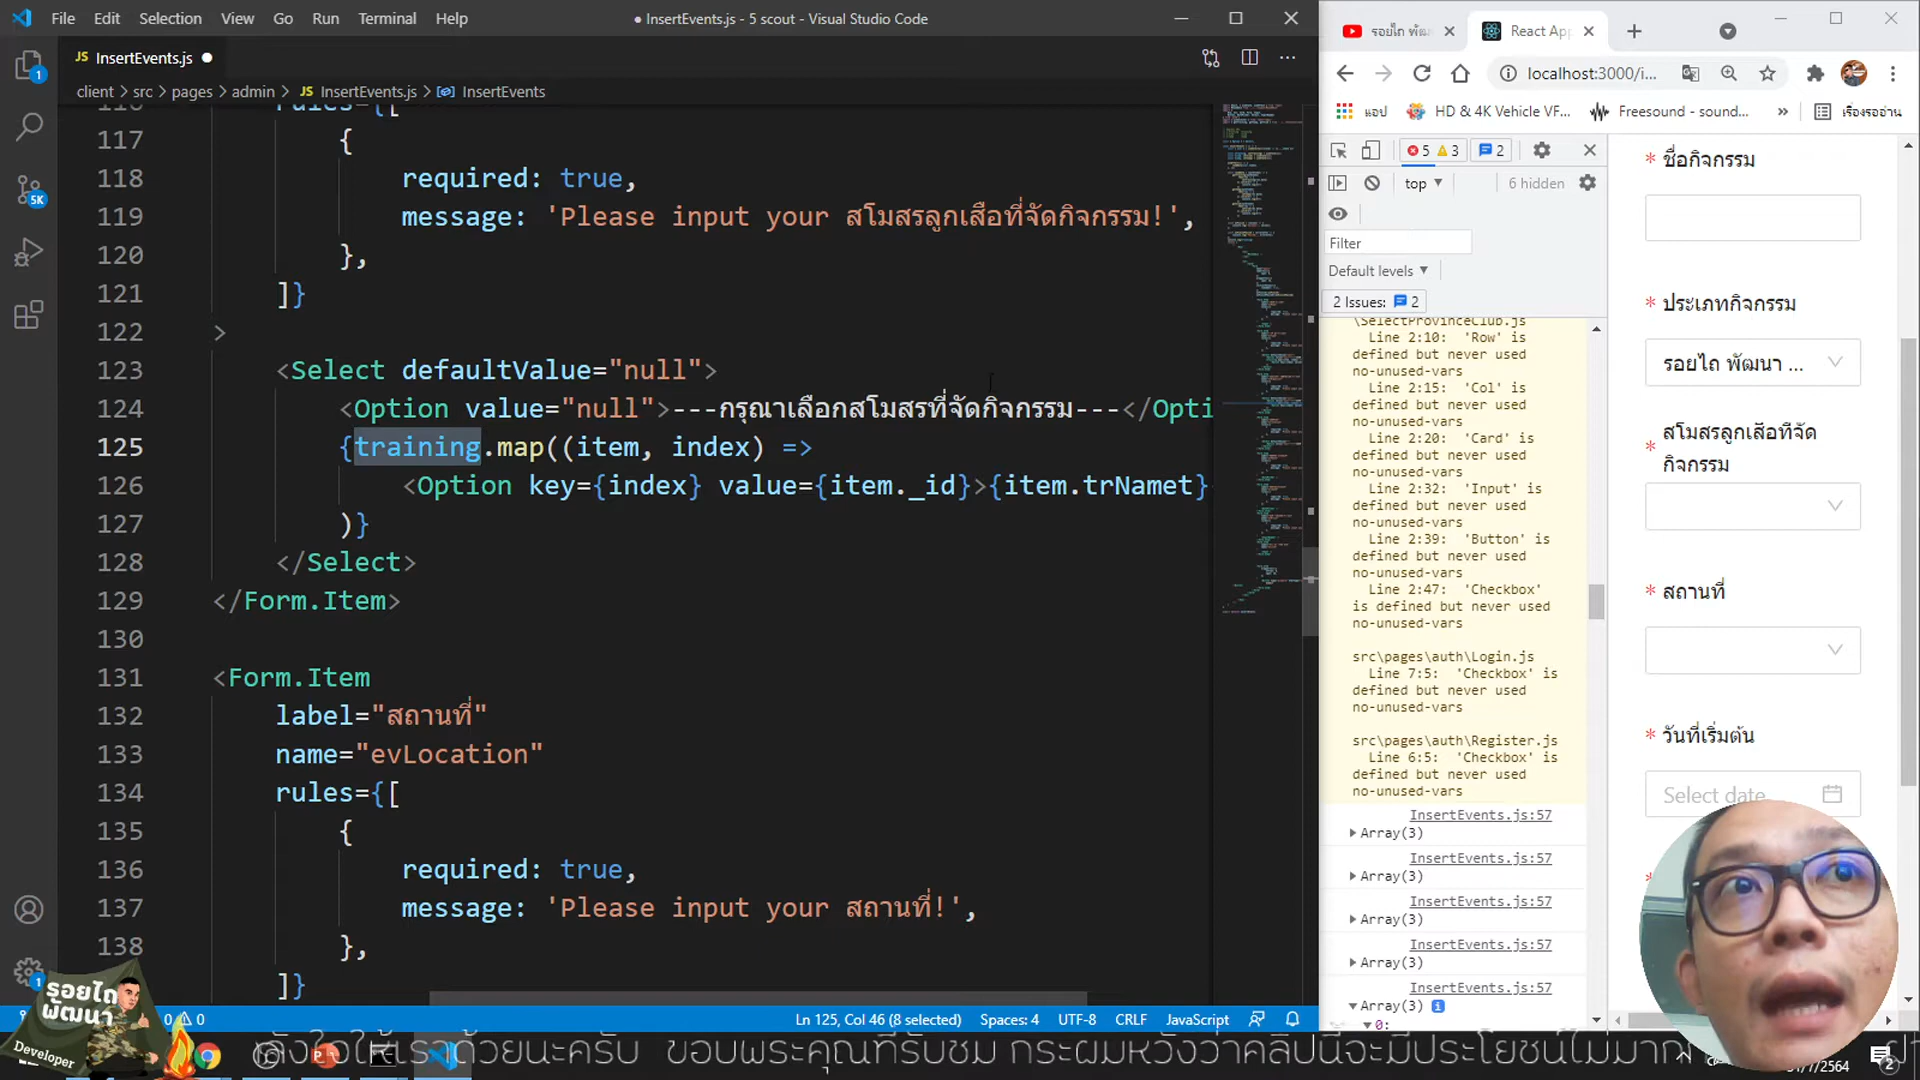 File Edit Selection View Go Run Terminal Help
● InsertEvents.js - 5 scout - Visual Studio Code
JS InsertEvents.js ●
client > src > pages > admin > JS InsertEvents.js > InsertEvents
117 {
118 required: true,
119 message: 'Please input your สโมสรลูกเสือที่จัดกิจกรรม!',
120 },
121 ]}
122 >
123 <Select defaultValue="null">
124 <Option value="null">---กรุณาเลือกสโมสรที่จัดกิจกรรม---</Opti
125 {training.map((item, index) =>
126 <Option key={index} value={item._id}>{item.trNamet}
127 )}
128 </Select>
129 </Form.Item>
130
131 <Form.Item
132 label="สถานที่"
133 name="evLocation"
134 rules={[
135 {
136 required: true,
137 message: 'Please input your สถานที่!',
138 },
]}
1
5K
1
0 0
Ln 125, Col 46 (8 selected) Spaces: 4 UTF-8 CRLF JavaScript
รอยไถ พัฒ
React App
localhost:3000/i...
แอป HD & 4K Vehicle VF... Freesound - sound... » เรื่องรออ่าน
5 3 2
top 6 hidden
Filter
Default levels
2 Issues: 2
\SelectProvinceClub.js
Line 2:10: 'Row' is
defined but never used
no-unused-vars
Line 2:15: 'Col' is
defined but never used
no-unused-vars
Line 2:20: 'Card' is
defined but never used
no-unused-vars
Line 2:32: 'Input' is
defined but never used
no-unused-vars
Line 2:39: 'Button' is
defined but never used
no-unused-vars
Line 2:47: 'Checkbox'
is defined but never used
no-unused-vars
src\pages\auth\Login.js
Line 7:5: 'Checkbox' is
defined but never used
no-unused-vars
src\pages\auth\Register.js
Line 6:5: 'Checkbox' is
defined but never used
no-unused-vars
InsertEvents.js:57
Array(3)
InsertEvents.js:57
Array(3)
InsertEvents.js:57
Array(3)
InsertEvents.js:57
Array(3)
InsertEvents.js:57
Array(3)
0:
* ชื่อกิจกรรม
* ประเภทกิจกรรม
รอยไถ พัฒนา ...
* สโมสรลูกเสือที่จัด
กิจกรรม
* สถานที่
* วันที่เริ่มต้น
Select date
รอยไถ
พัฒนา
Developer
ให้เราด้วยนะครับ ขอบพระคุณที่รับชม กระผมหวังว่าคลิปนี้จะมีประโยชน์ไม่มาก
/7/2564
2